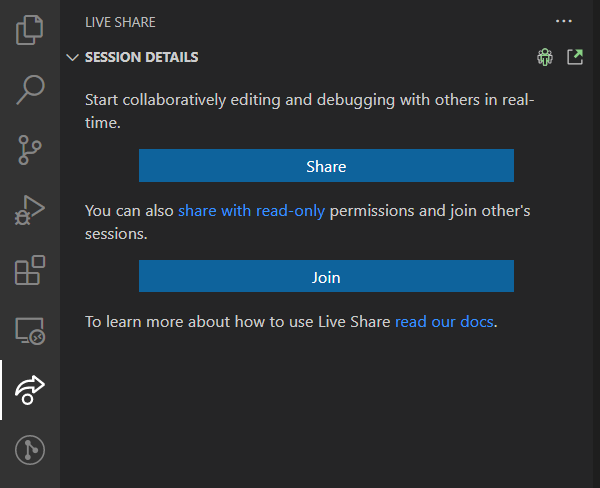 LIVE SHARE
SESSION DETAILS
Start collaboratively editing and debugging with others in real-
time.
Share
You can also share with read-only permissions and join other's
sessions.
Join
To learn more about how to use Live Share read our docs.